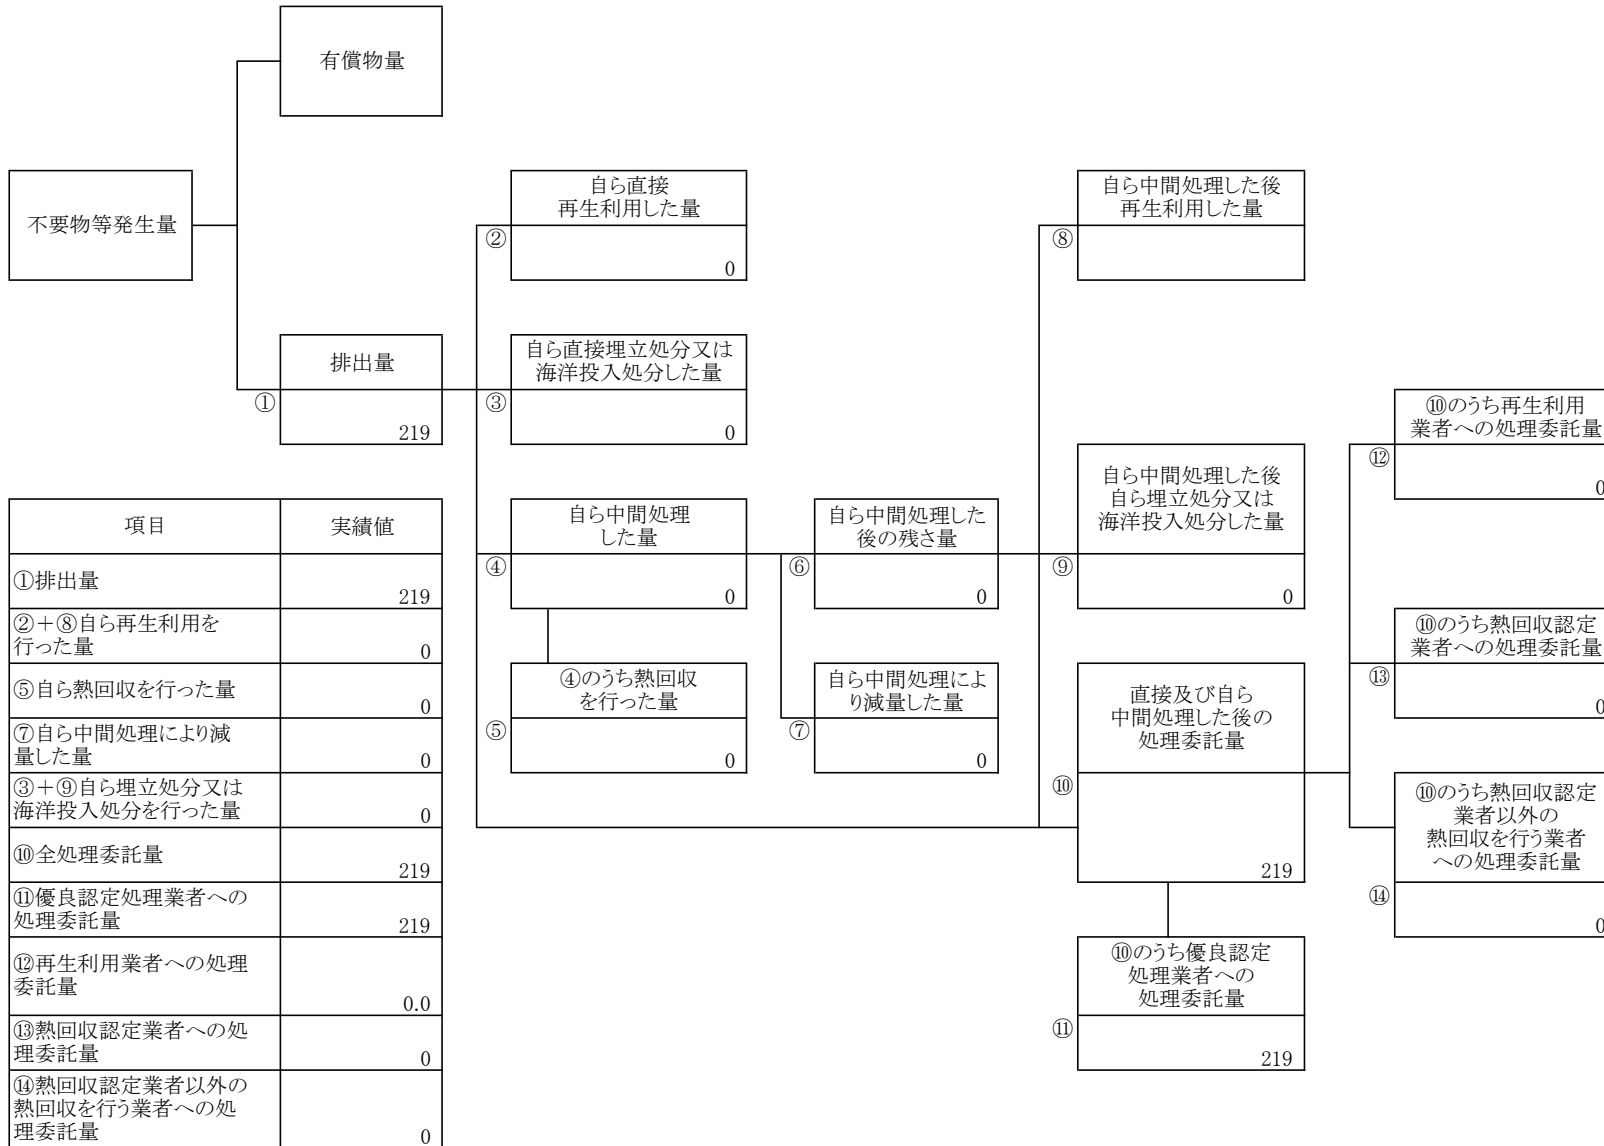 有償物量
不要物等発生量
自ら直接
再生利用した量
②
0
自ら中間処理した後
再生利用した量
⑧
排出量
①
219
自ら直接埋立処分又は
海洋投入処分した量
③
0
⑩のうち再生利用
業者への処理委託量
⑫
0
自ら中間処理
した量
④
0
自ら中間処理した
後の残さ量
⑥
0
自ら中間処理した後
自ら埋立処分又は
海洋投入処分した量
⑨
0
⑩のうち熱回収認定
業者への処理委託量
⑬
0
④のうち熱回収
を行った量
⑤
0
自ら中間処理によ
り減量した量
⑦
0
直接及び自ら
中間処理した後の
処理委託量
⑩
219
⑩のうち熱回収認定
業者以外の
熱回収を行う業者
への処理委託量
⑭
0
⑩のうち優良認定
処理業者への
処理委託量
⑪
219
項目
実績値
①排出量
219
②+⑧自ら再生利用を
行った量
0
⑤自ら熱回収を行った量
0
⑦自ら中間処理により減
量した量
0
③+⑨自ら埋立処分又は
海洋投入処分を行った量
0
⑩全処理委託量
219
⑪優良認定処理業者への
処理委託量
219
⑫再生利用業者への処理
委託量
0.0
⑬熱回収認定業者への処
理委託量
0
⑭熱回収認定業者以外の
熱回収を行う業者への処
理委託量
0